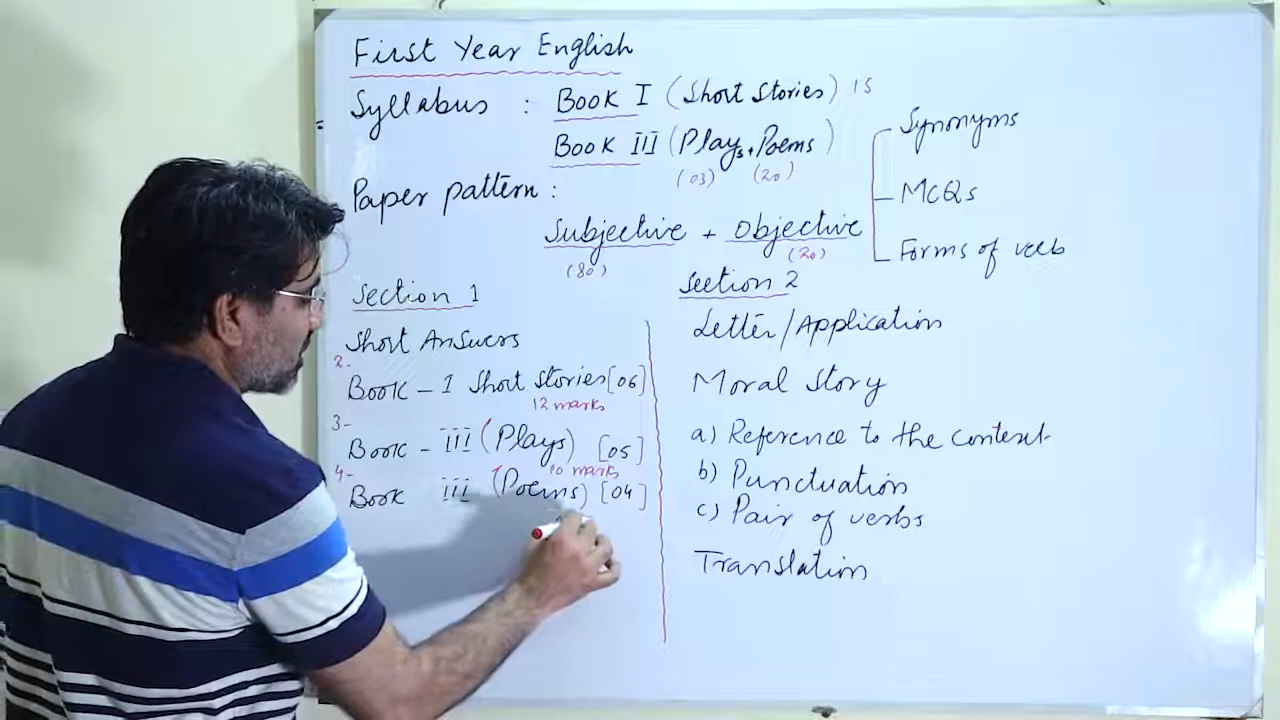 First Year English
Syllabus : Book I (Short Stories) 15
Book III (Plays + Poems)
(03) (20)
Paper pattern :
Subjective + Objective
(80) (20)
Synonyms
MCQs
Forms of verb
Section 1
Short Answers
2-
Book - I Short Stories [06]
12 marks
3-
Book - III (Plays) [05]
10 marks
4-
Book III (Poems) [04]
Section 2
Letter/Application
Moral Story
a) Reference to the context
b) Punctuation
c) Pair of verbs
Translation